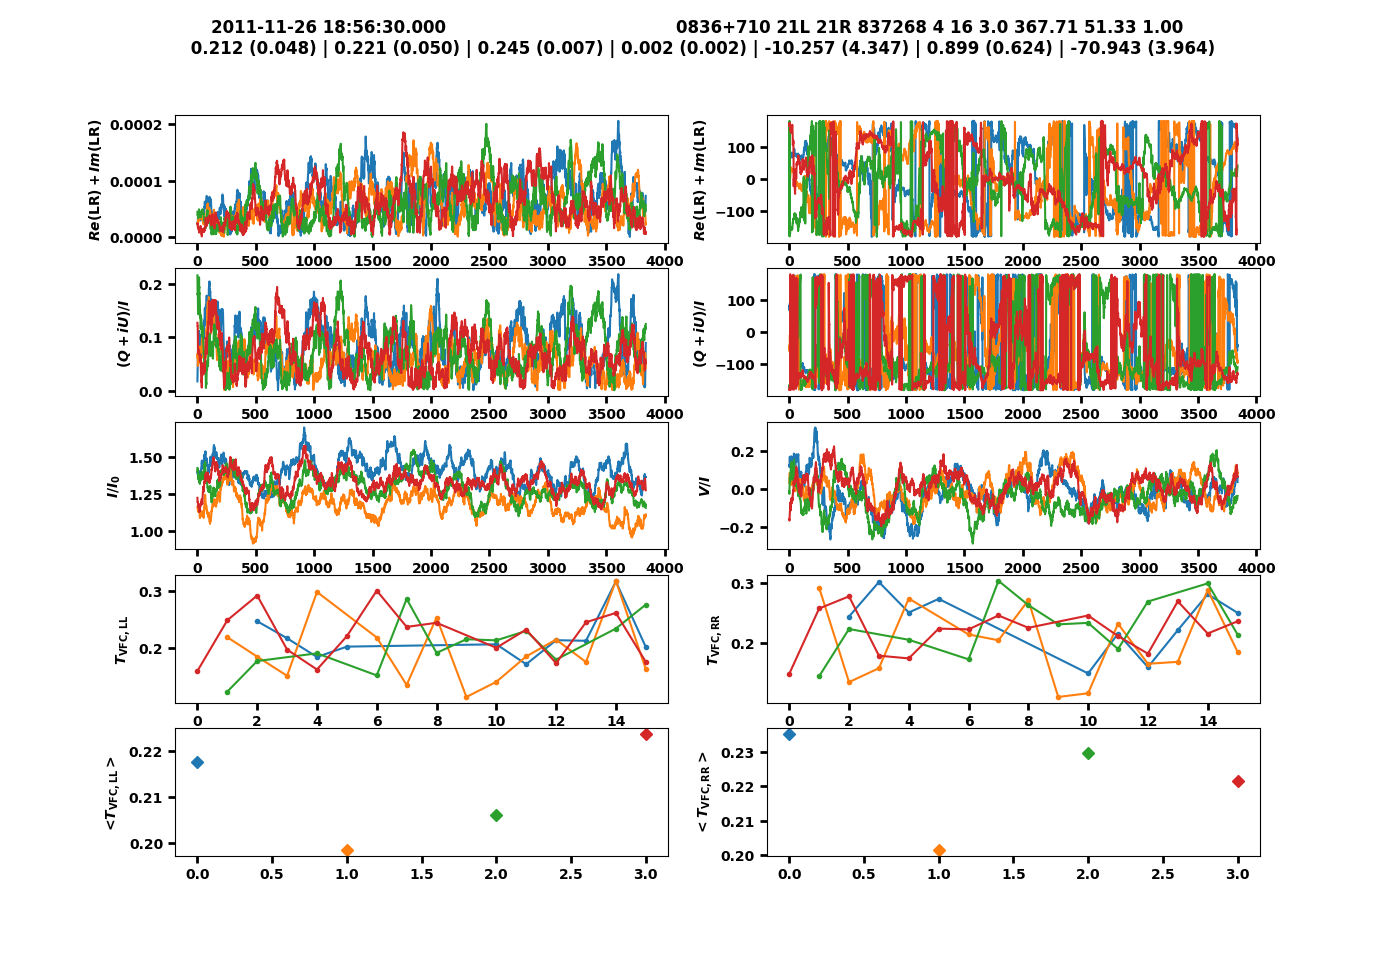 2011-11-26 18:56:30.000 0836+710 21L 21R 837268 4 16 3.0 367.71 51.33 1.00
0.212 (0.048) | 0.221 (0.050) | 0.245 (0.007) | 0.002 (0.002) | -10.257 (4.347) | 0.899 (0.624) | -70.943 (3.964)
Re(LR) + Im(LR)
0.0002
0.0001
0.0000
0 500 1000 1500 2000 2500 3000 3500 4000
Re(LR) + Im(LR)
100
0
−100
0 500 1000 1500 2000 2500 3000 3500 4000
(Q + iU)/I
0.2
0.1
0.0
0 500 1000 1500 2000 2500 3000 3500 4000
(Q + iU)/I
100
0
−100
0 500 1000 1500 2000 2500 3000 3500 4000
I/I0
1.50
1.25
1.00
0 500 1000 1500 2000 2500 3000 3500 4000
V/I
0.2
0.0
−0.2
0 500 1000 1500 2000 2500 3000 3500 4000
TVFC, LL
0.3
0.2
0 2 4 6 8 10 12 14
TVFC, RR
0.3
0.2
0 2 4 6 8 10 12 14
<TVFC, LL >
0.22
0.21
0.20
0.0 0.5 1.0 1.5 2.0 2.5 3.0
< TVFC, RR >
0.23
0.22
0.21
0.20
0.0 0.5 1.0 1.5 2.0 2.5 3.0